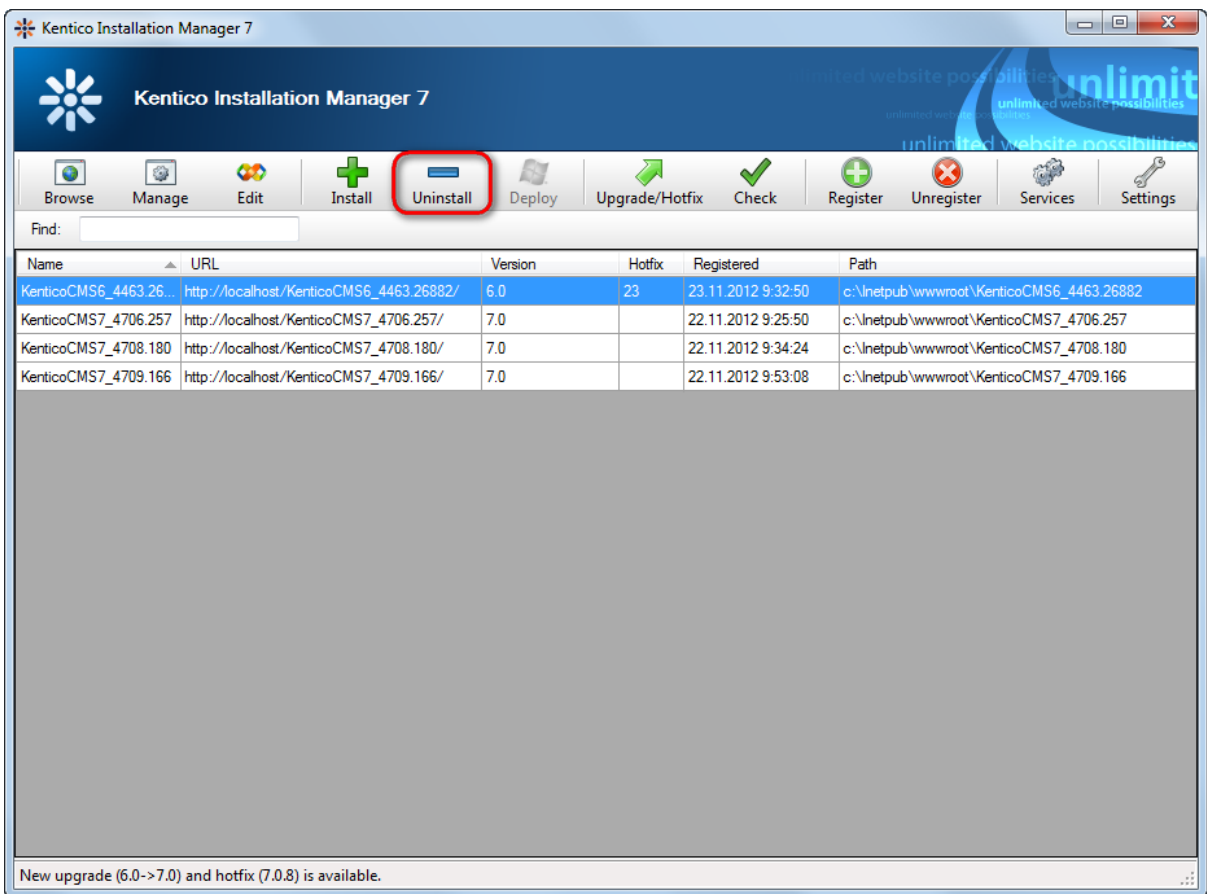 Kentico Installation Manager 7
Kentico Installation Manager 7
unlimited website possibilities
unlimit
unlimited website possibilities
unlimited website possibilities
unlimited website possibilities
Browse Manage Edit Install Uninstall Deploy Upgrade/Hotfix Check Register Unregister Services Settings
Find:
Name URL Version Hotfix Registered Path
KenticoCMS6_4463.26... http://localhost/KenticoCMS6_4463.26882/ 6.0 23 23.11.2012 9:32:50 c:\Inetpub\wwwroot\KenticoCMS6_4463.26882
KenticoCMS7_4706.257 http://localhost/KenticoCMS7_4706.257/ 7.0 22.11.2012 9:25:50 c:\Inetpub\wwwroot\KenticoCMS7_4706.257
KenticoCMS7_4708.180 http://localhost/KenticoCMS7_4708.180/ 7.0 22.11.2012 9:34:24 c:\Inetpub\wwwroot\KenticoCMS7_4708.180
KenticoCMS7_4709.166 http://localhost/KenticoCMS7_4709.166/ 7.0 22.11.2012 9:53:08 c:\Inetpub\wwwroot\KenticoCMS7_4709.166
New upgrade (6.0->7.0) and hotfix (7.0.8) is available.